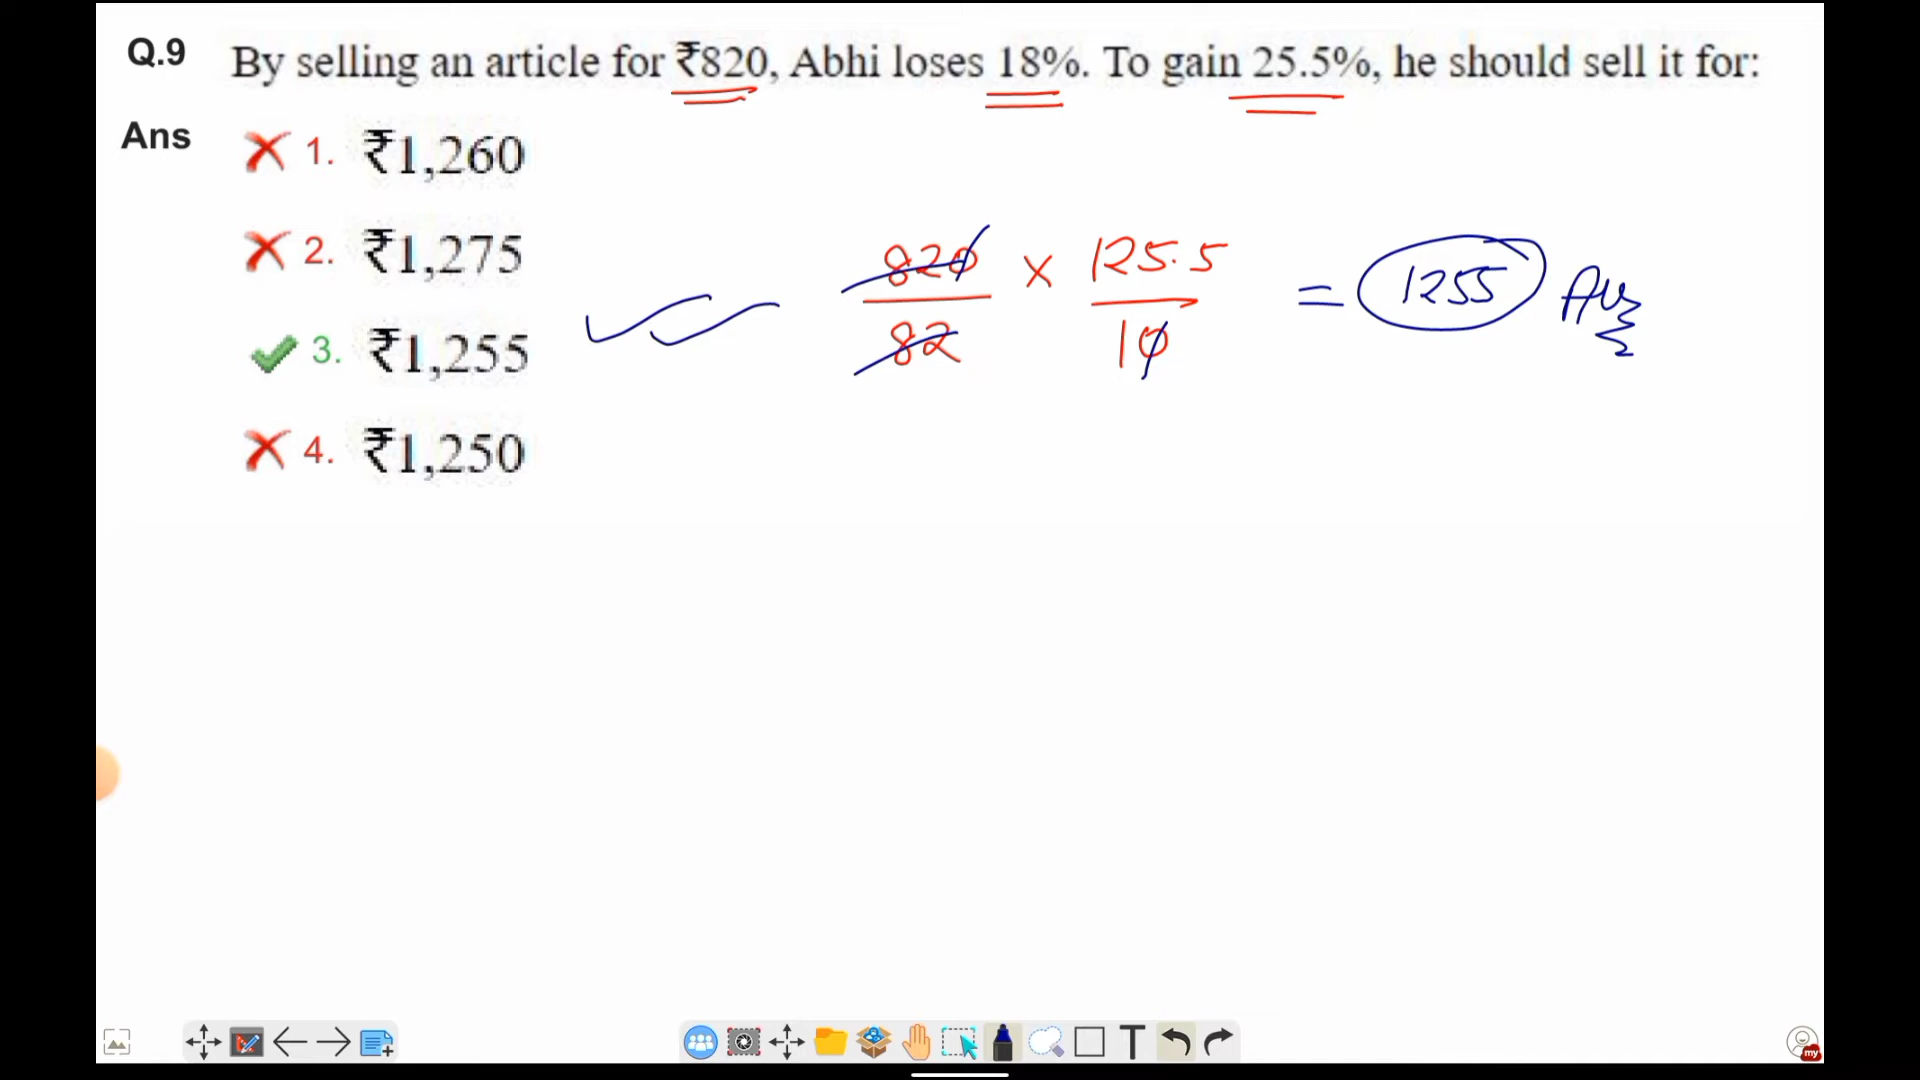 Q.9 By selling an article for ₹820, Abhi loses 18%. To gain 25.5%, he should sell it for:
Ans 1. ₹1,260
2. ₹1,275
3. ₹1,255
4. ₹1,250
820/82 × 125.5/10 = 1255 Ans
T
my